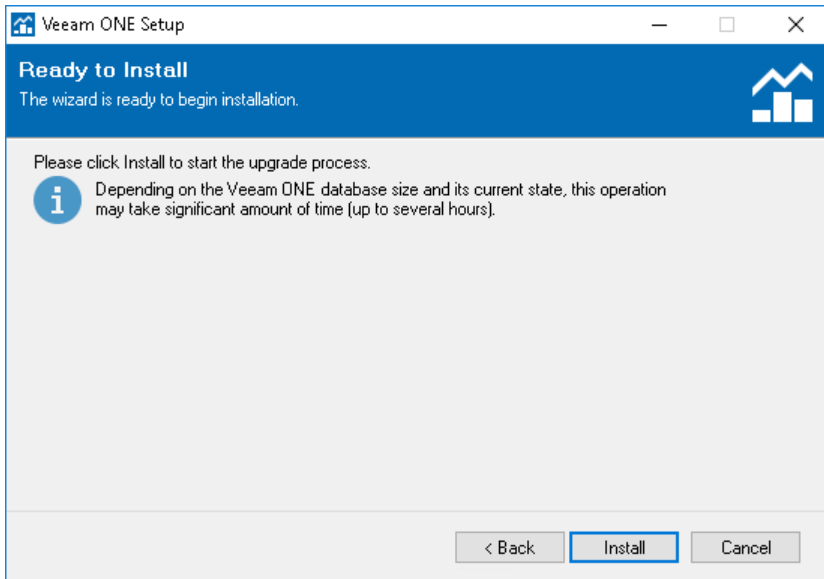 Veeam ONE Setup
Ready to Install
The wizard is ready to begin installation.
Please click Install to start the upgrade process.
Depending on the Veeam ONE database size and its current state, this operation
may take significant amount of time (up to several hours).
< Back
Install
Cancel